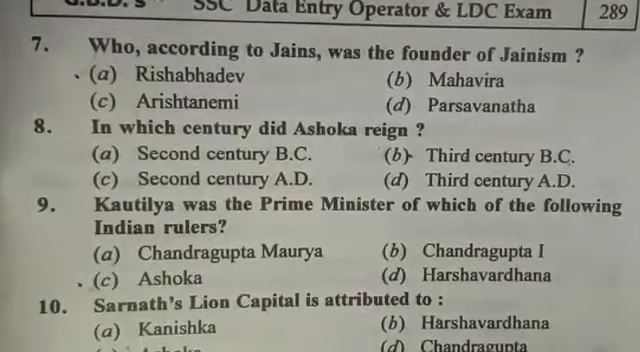 SSC Data Entry Operator & LDC Exam 289
7. Who, according to Jains, was the founder of Jainism ?
(a) Rishabhadev (b) Mahavira
(c) Arishtanemi (d) Parsavanatha
8. In which century did Ashoka reign ?
(a) Second century B.C. (b) Third century B.C.
(c) Second century A.D. (d) Third century A.D.
9. Kautilya was the Prime Minister of which of the following
Indian rulers?
(a) Chandragupta Maurya (b) Chandragupta I
(c) Ashoka (d) Harshavardhana
10. Sarnath's Lion Capital is attributed to :
(a) Kanishka (b) Harshavardhana
(d) Chandragupta